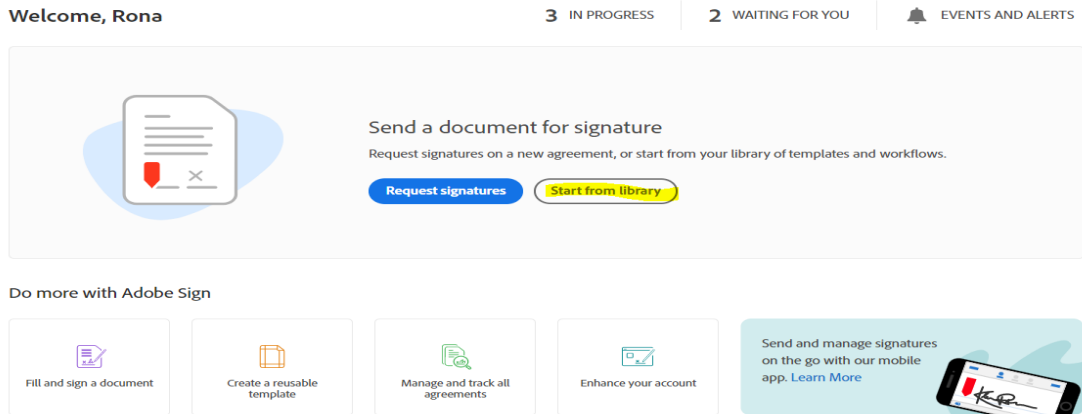 Welcome, Rona
3 IN PROGRESS
2 WAITING FOR YOU
EVENTS AND ALERTS
Send a document for signature
Request signatures on a new agreement, or start from your library of templates and workflows.
Request signatures
Start from library
Do more with Adobe Sign
Fill and sign a document
Create a reusable
template
Manage and track all
agreements
Enhance your account
Send and manage signatures
on the go with our mobile
app. Learn More